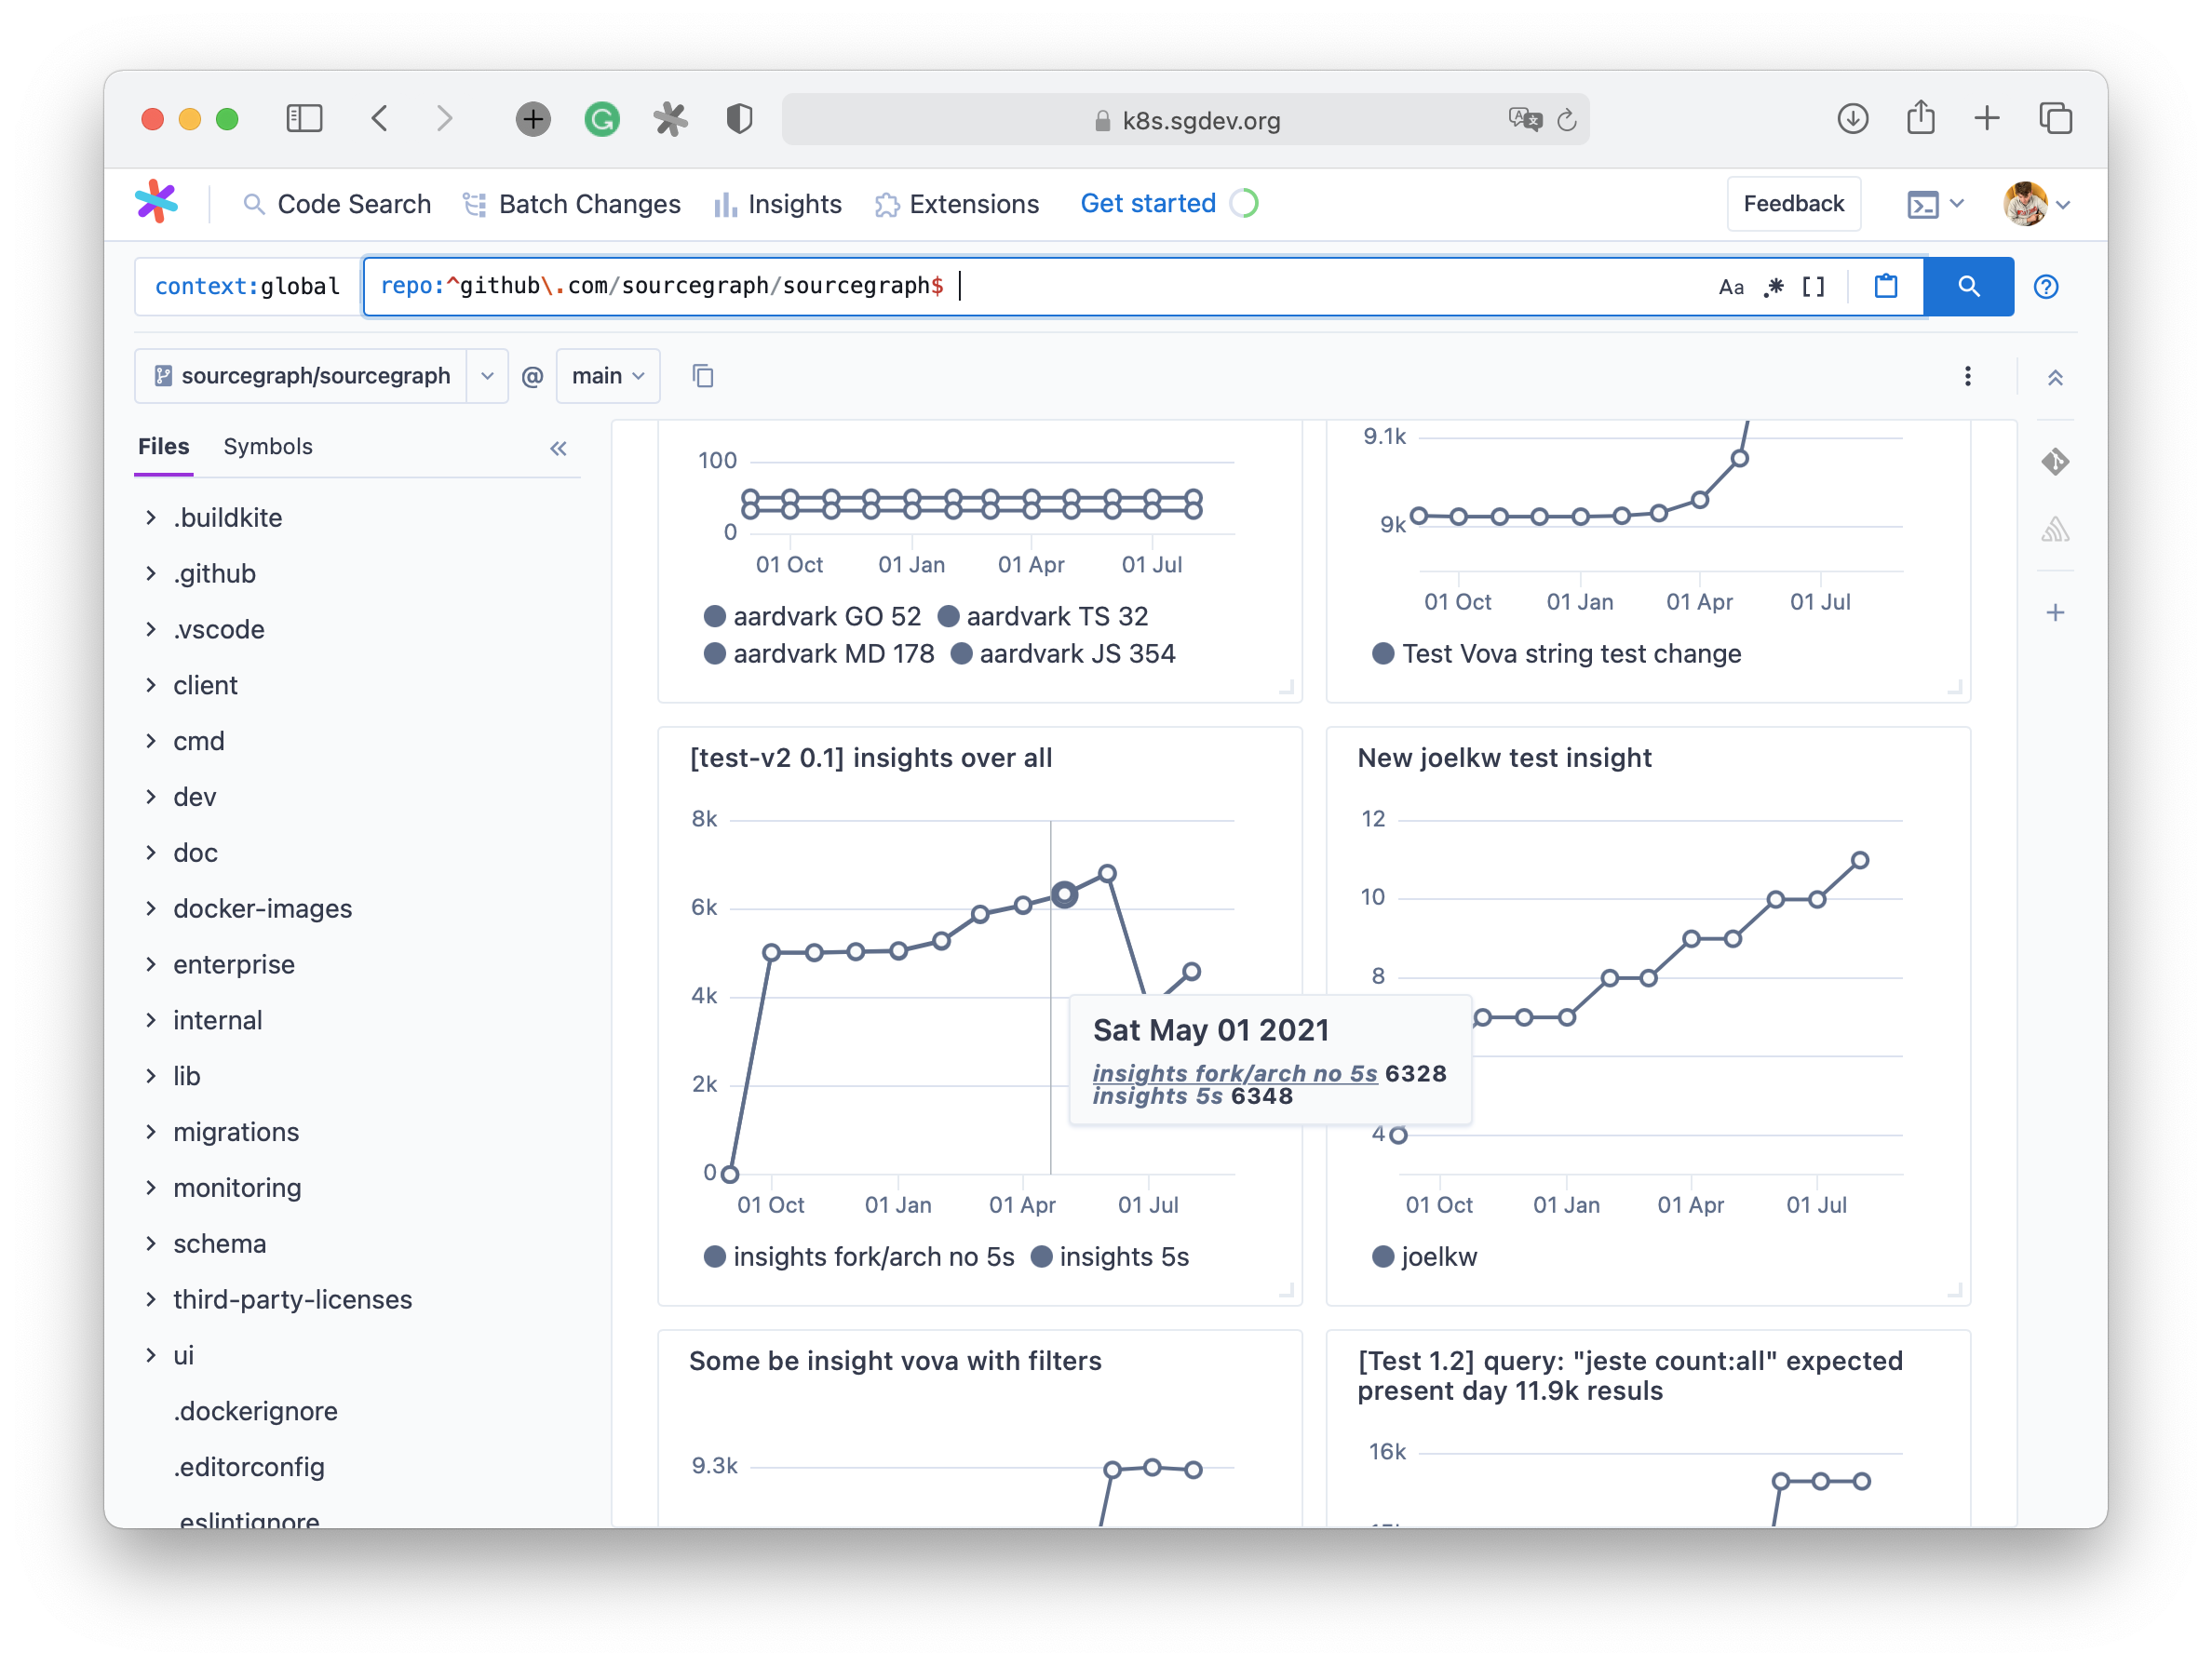 k8s.sgdev.org
Code Search
Batch Changes
Insights
Extensions
Get started
Feedback
context:global
repo:^github\.com/sourcegraph/sourcegraph$
Aa .* []
sourcegraph/sourcegraph
@
main
Files
Symbols
.buildkite
.github
.vscode
client
cmd
dev
doc
docker-images
enterprise
internal
lib
migrations
monitoring
schema
third-party-licenses
ui
.dockerignore
.editorconfig
.eslintignore
100
0
01 Oct
01 Jan
01 Apr
01 Jul
aardvark GO 52
aardvark TS 32
aardvark MD 178
aardvark JS 354
9.1k
9k
01 Oct
01 Jan
01 Apr
01 Jul
Test Vova string test change
[test-v2 0.1] insights over all
8k
6k
4k
2k
0
01 Oct
01 Jan
01 Apr
01 Jul
Sat May 01 2021
insights fork/arch no 5s 6328
insights 5s 6348
insights fork/arch no 5s
insights 5s
New joelkw test insight
12
10
8
4
01 Oct
01 Jan
01 Apr
01 Jul
joelkw
Some be insight vova with filters
9.3k
[Test 1.2] query: "jeste count:all" expected
present day 11.9k resuls
16k